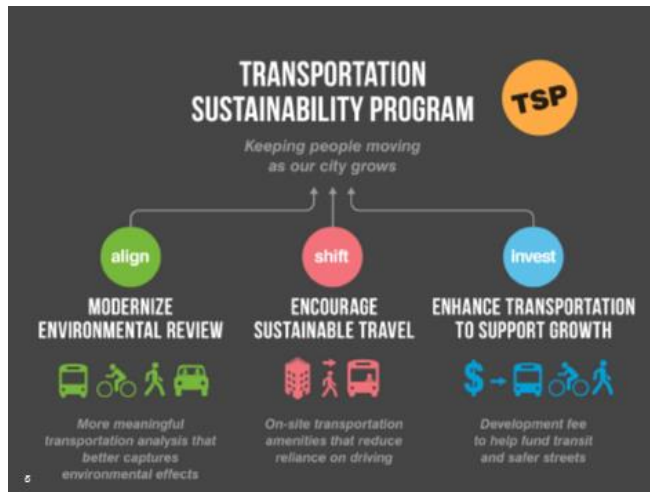 TRANSPORTATION
SUSTAINABILITY PROGRAM
TSP
Keeping people moving
as our city grows
align
MODERNIZE
ENVIRONMENTAL REVIEW
More meaningful
transportation analysis that
better captures
environmental effects
shift
ENCOURAGE
SUSTAINABLE TRAVEL
On-site transportation
amenities that reduce
reliance on driving
invest
ENHANCE TRANSPORTATION
TO SUPPORT GROWTH
$
Development fee
to help fund transit
and safer streets